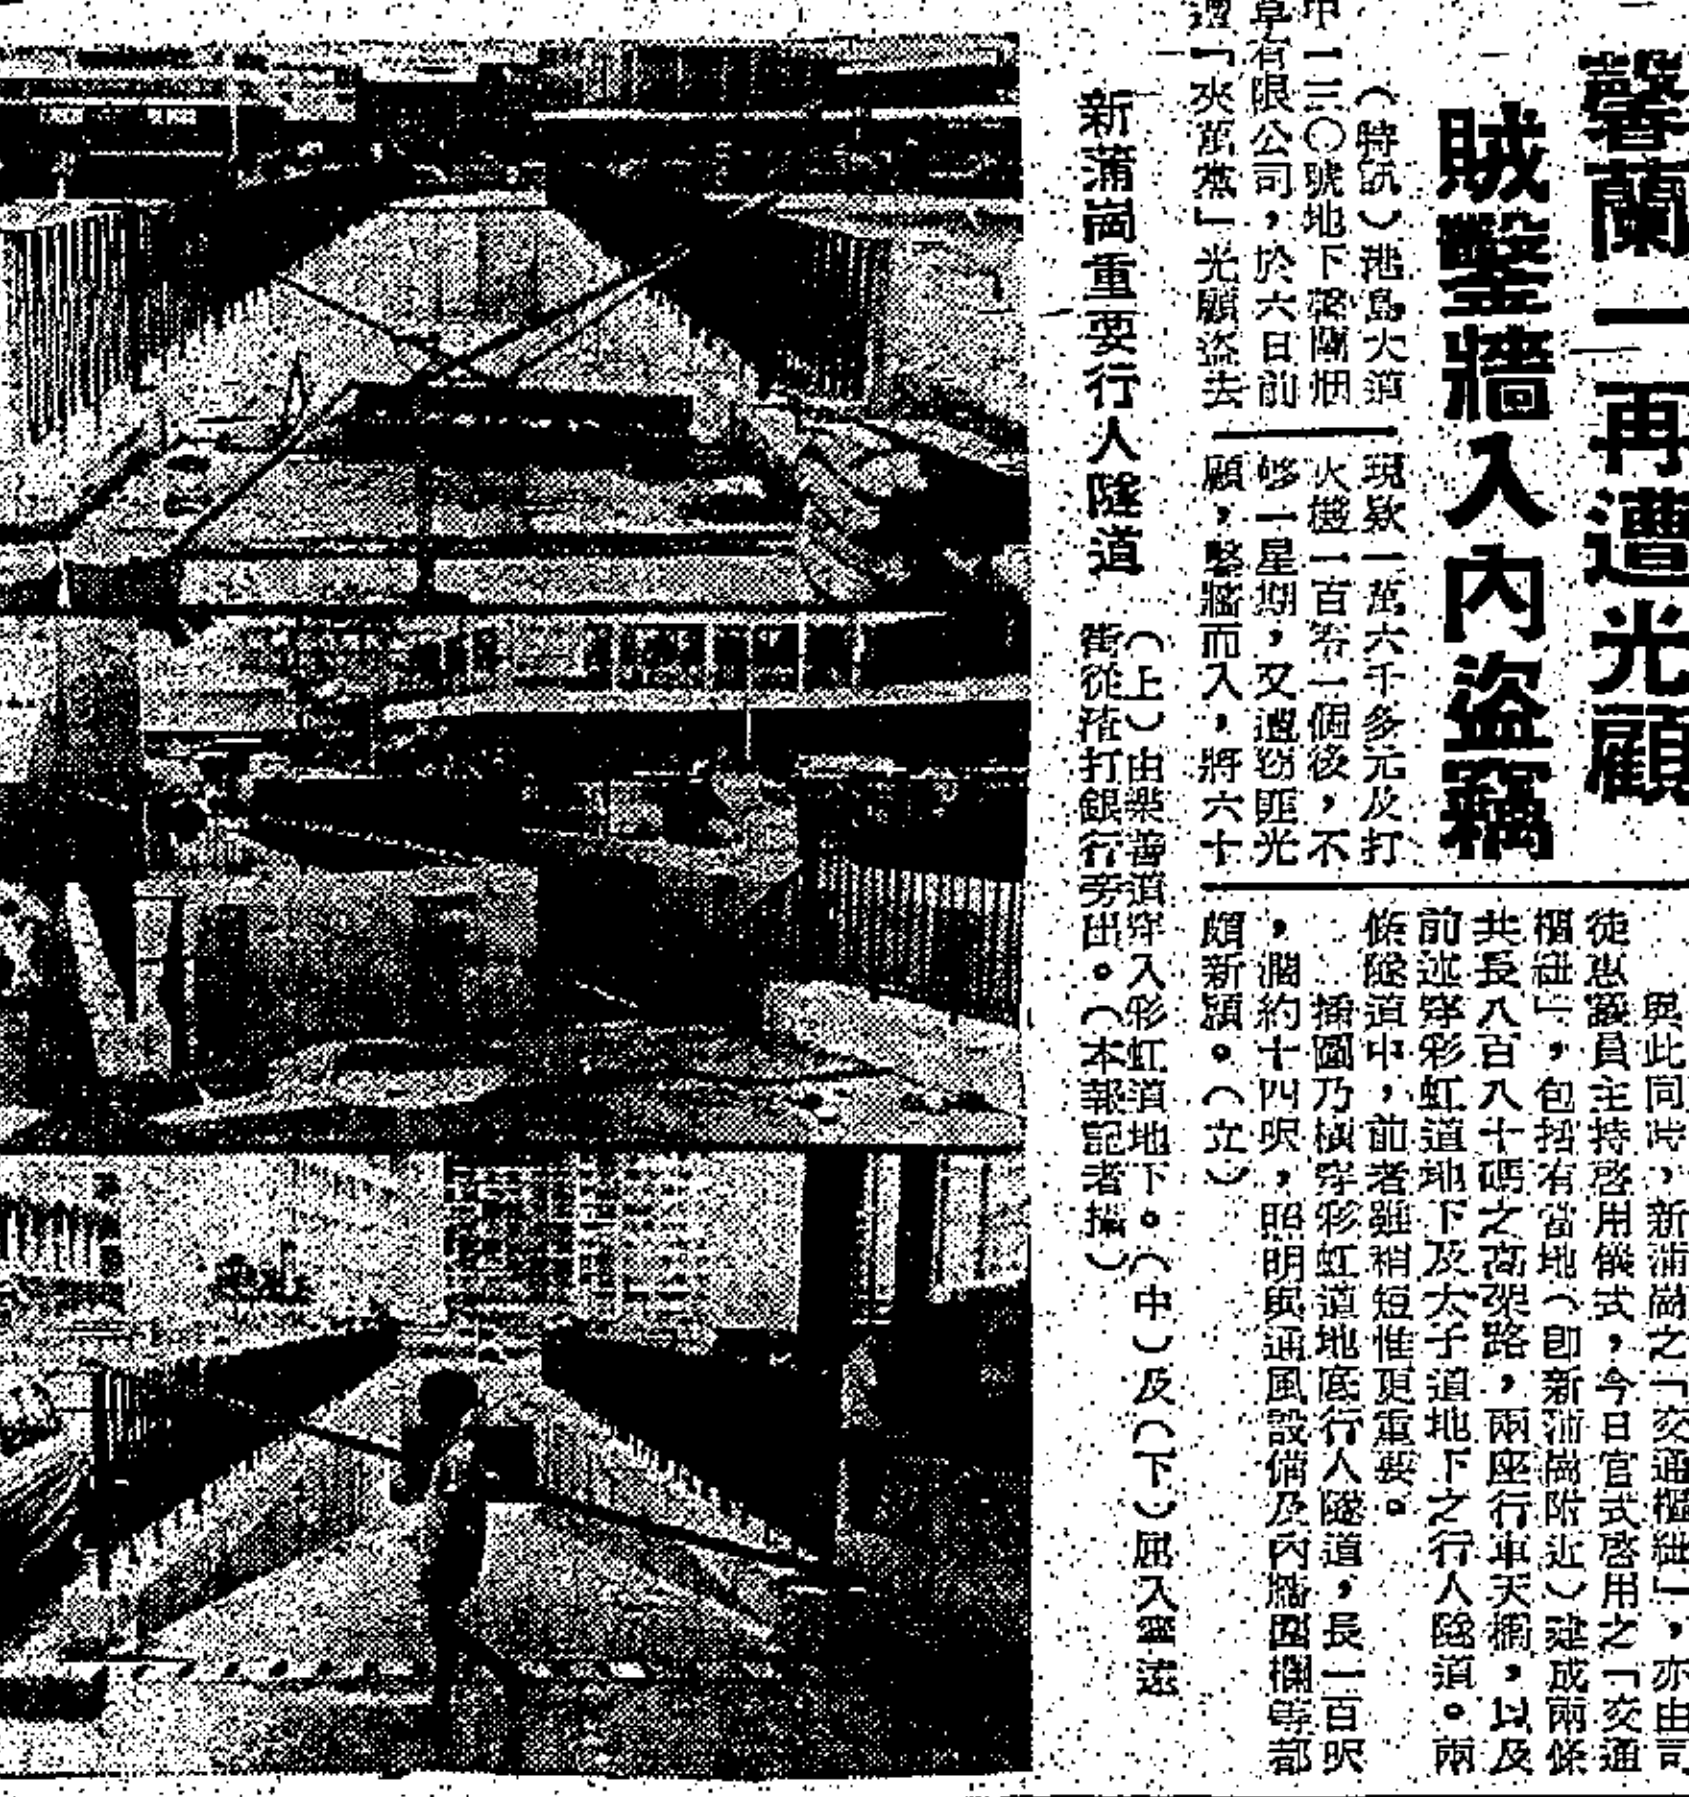 馨蘭一再遭光顧
賊鑿牆入內盜竊
（特訊）港島大道
中一三〇號地下馨蘭烟
草有限公司，於六日前
遭「夾萬黨」光顧盜去
現欵一萬六千多元及打
火機一百零一個後，不
够一星期，又遭竊匪光
顧，鑿牆而入，將六十
與此同時，新蒲崗之「交通樞紐」，亦由司
徒惠議員主持啓用儀式，今日官式啓用之「交通
樞紐」，包括有當地（卽新蒲崗附近）建成兩條
共長八百八十碼之高架路，兩座行車天橋，以及
前述穿彩虹道地下及太子道地下之行人隧道。兩
條隧道中，前者雖稍短惟更重要。
插圖乃橫穿彩虹道地底行人隧道，長一百呎
，濶約十四呎，照明與通風設備及內牆圍欄等都
頗新頴。（立）
新蒲崗重要行人隧道
（上）由樂善道穿入彩虹道地下。（中）反（下）屈入寧遠
街從渣打銀行旁出。（本報記者攝）